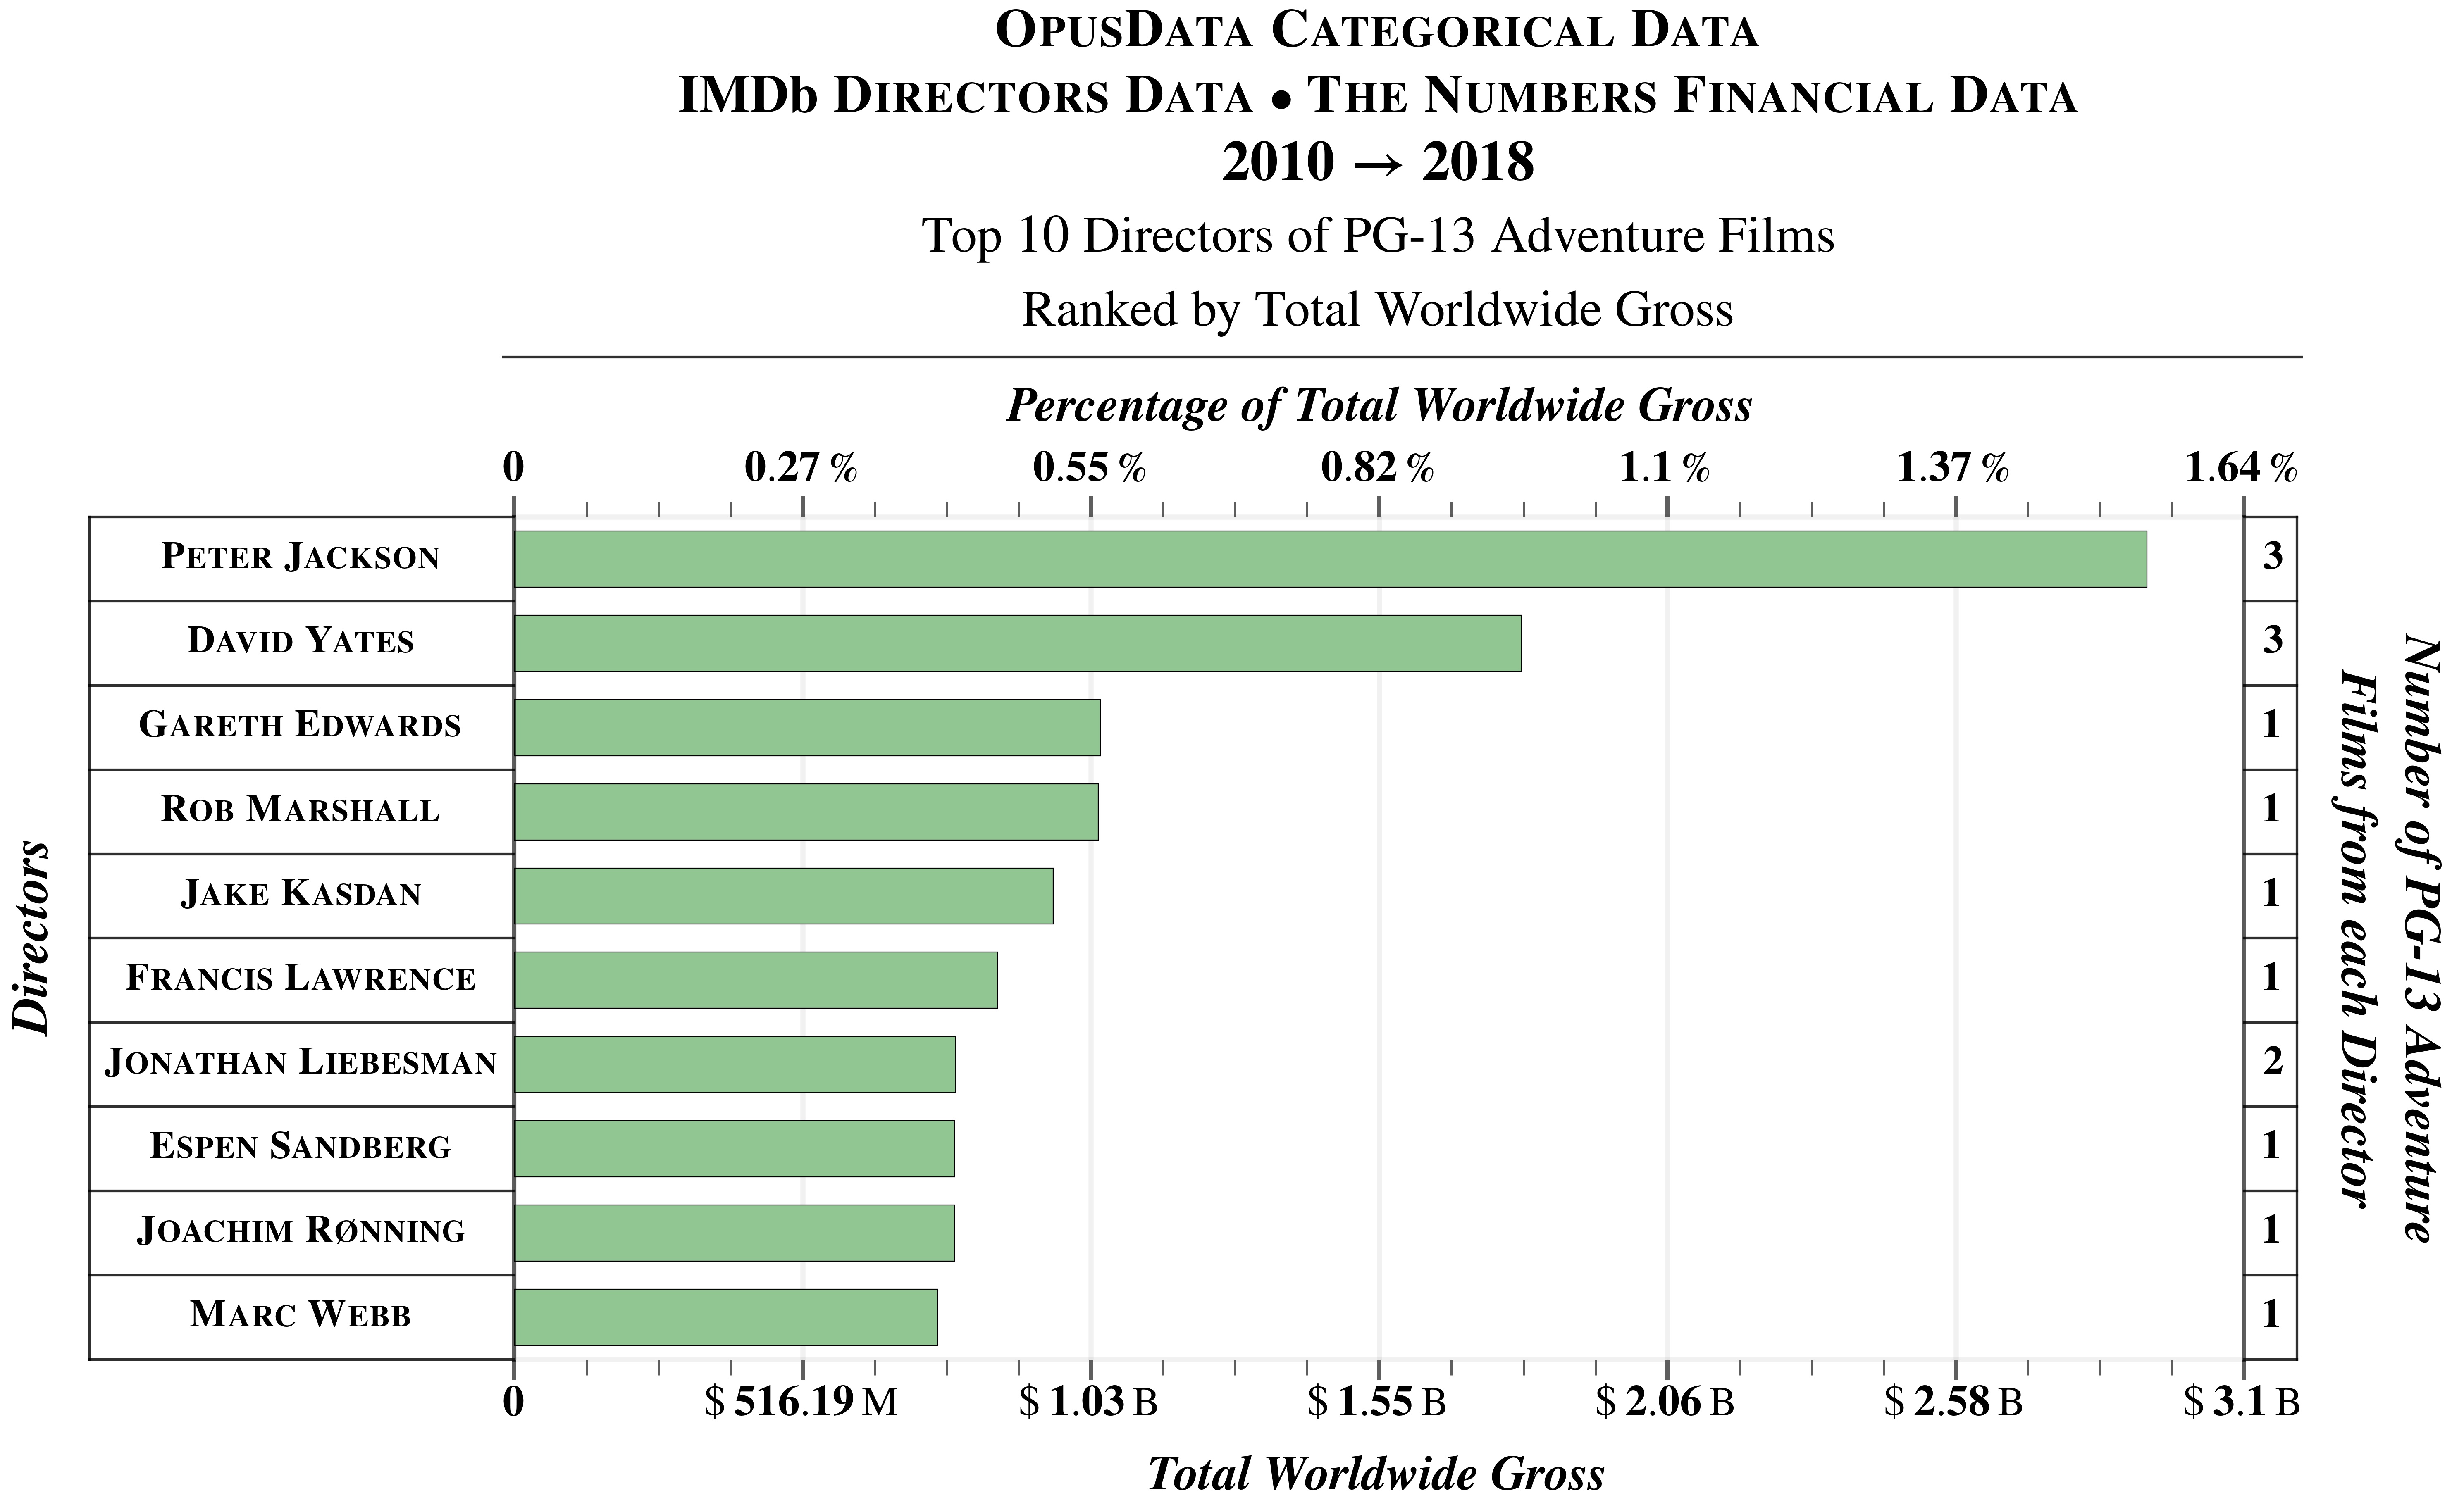 OpusData Categorical Data
IMDb Directors Data • The Numbers Financial Data
2010 → 2018
Top 10 Directors of PG-13 Adventure Films
Ranked by Total Worldwide Gross
Percentage of Total Worldwide Gross
0 0.27 % 0.55 % 0.82 % 1.1 % 1.37 % 1.64 %
Directors
Peter Jackson 3
David Yates 3
Gareth Edwards 1
Rob Marshall 1
Jake Kasdan 1
Francis Lawrence 1
Jonathan Liebesman 2
Espen Sandberg 1
Joachim Rønning 1
Marc Webb 1
Number of PG-13 Adventure
Films from each Director
0 $ 516.19 M $ 1.03 B $ 1.55 B $ 2.06 B $ 2.58 B $ 3.1 B
Total Worldwide Gross